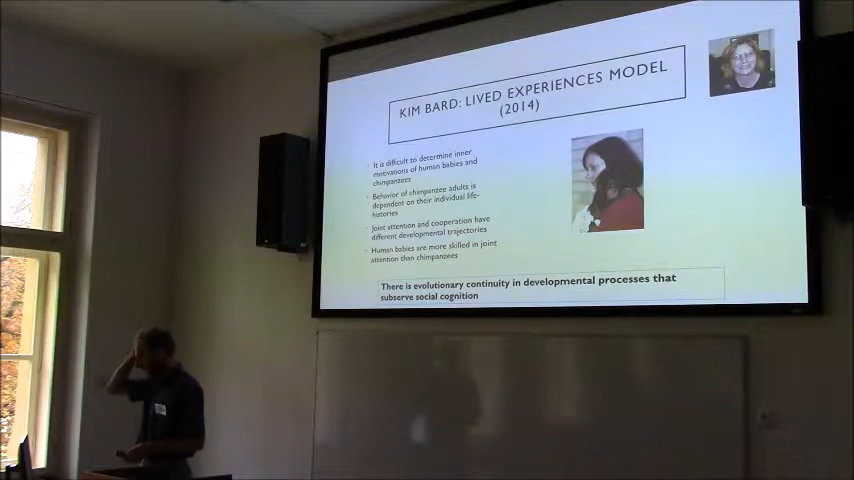 KIM BARD: LIVED EXPERIENCES MODEL
(2014)
It is difficult to determine inner
motivations of human babies and
chimpanzees
Behavior of chimpanzee adults is
dependent on their individual life-
histories
Joint attention and cooperation have
different developmental trajectories
Human babies are more skilled in joint
attention than chimpanzees
There is evolutionary continuity in developmental processes that
subserve social cognition